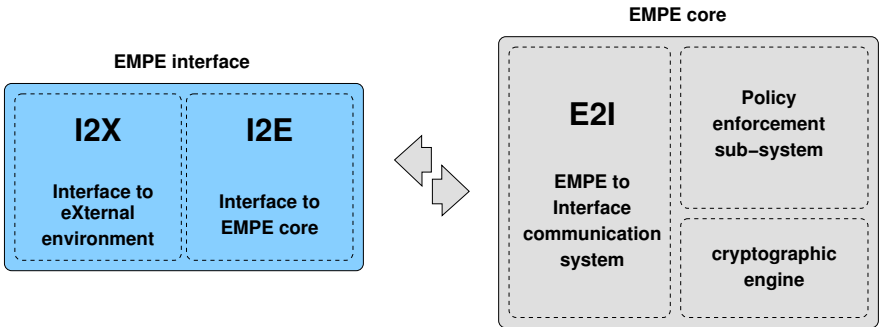 EMPE interface
I2X
Interface to
eXternal
environment
I2E
Interface to
EMPE core
EMPE core
E2I
EMPE to
Interface
communication
system
Policy
enforcement
sub−system
cryptographic
engine